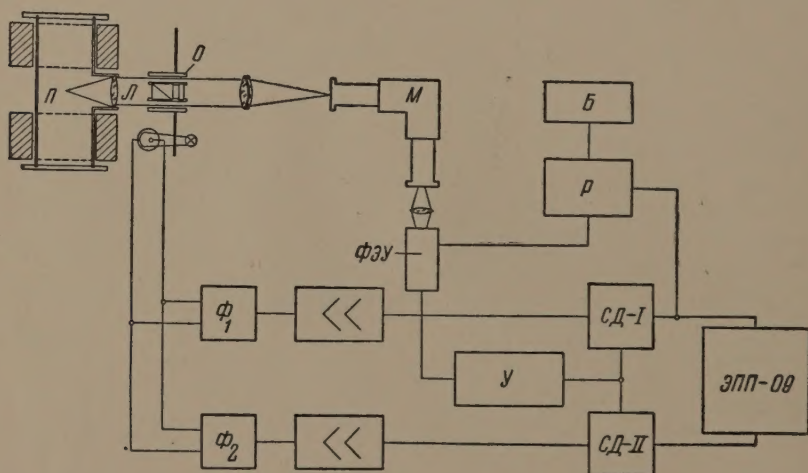 О
П
Л
М
Б
Р
ФЭУ
Ф1
<<
СД-I
У
ЭПП-09
Ф2
<<
СД-II